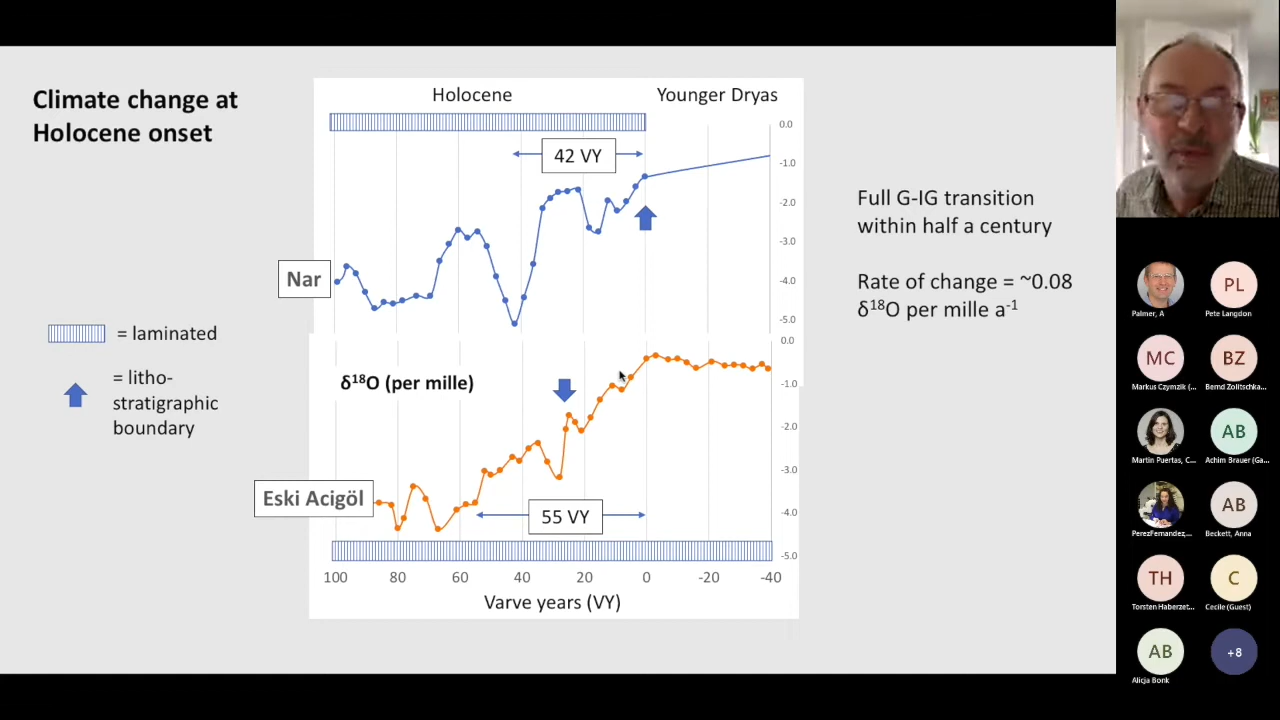 Climate change at
Holocene onset
Holocene
Younger Dryas
42 VY
0.0
-1.0
-2.0
-3.0
-4.0
-5.0
Nar
= laminated
= litho-
stratigraphic
boundary
δ18O (per mille)
0.0
-1.0
-2.0
-3.0
-4.0
-5.0
Eski Acigöl
55 VY
100 80 60 40 20 0 -20 -40
Varve years (VY)
Full G-IG transition
within half a century
Rate of change = ~0.08
δ18O per mille a-1
PL
Palmer, A
Pete Langdon
MC
BZ
Markus Czymzik (...
Bernd Zolitschka...
AB
Martin Puertas, C...
Achim Brauer (Ga...
AB
PerezFernandez,...
Beckett, Anna
TH
C
Torsten Haberzet...
Cecile (Guest)
AB
+8
Alicja Bonk